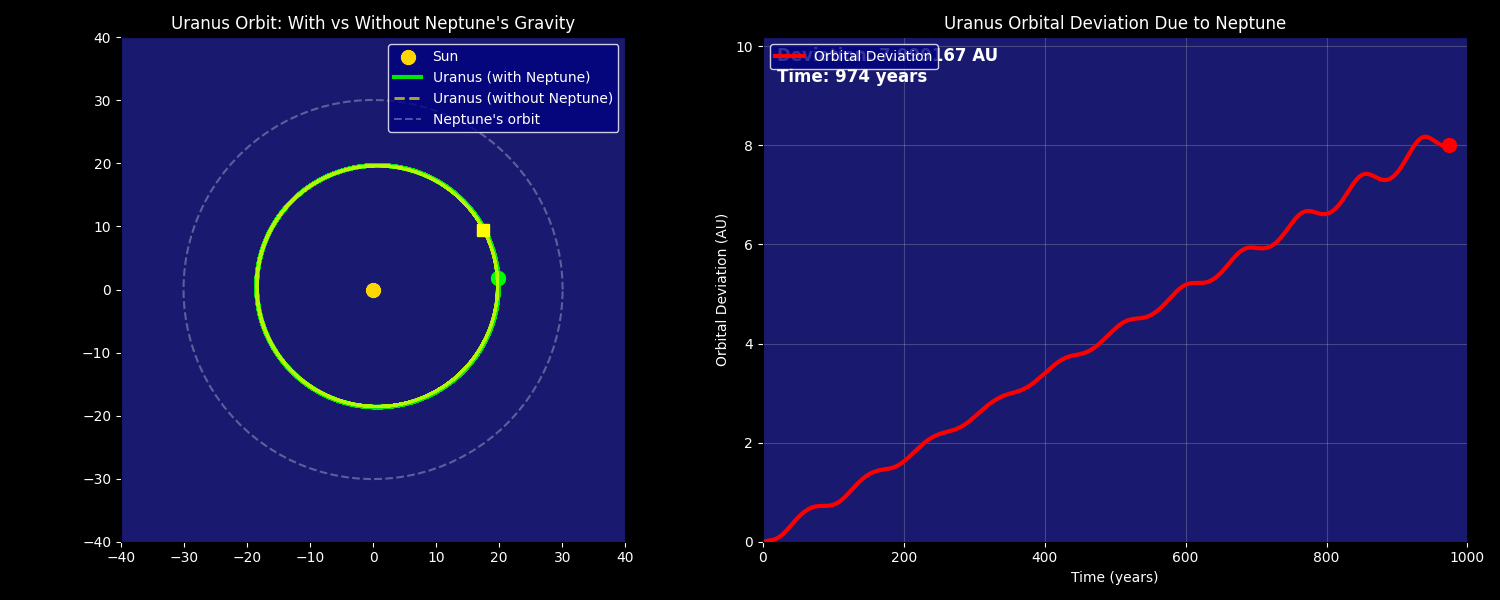 Uranus Orbit: With vs Without Neptune's Gravity
Sun
Uranus (with Neptune)
Uranus (without Neptune)
Neptune's orbit
40
30
20
10
0
−10
−20
−30
−40
−40
−30
−20
−10
0
10
20
30
40
Uranus Orbital Deviation Due to Neptune
Deviation: 167 AU
Orbital Deviation
Time: 974 years
Orbital Deviation (AU)
10
8
6
4
2
0
0
200
400
600
800
1000
Time (years)